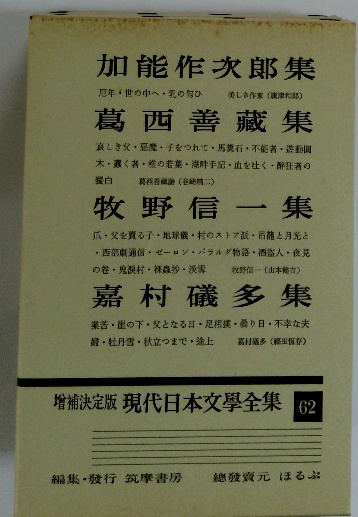 加能作次郎集
厄年・世の中へ・乳の匂ひ　美しき作家（廣津和郎）
葛西善藏集
哀しき父・惡魔・子をつれて・馬糞石・不能者・遊動圓
木・蠢く者・椎の若葉・湖畔手記・血を吐く・醉狂者の
獨白　葛西善藏論（谷崎精二）
牧野信一集
爪・父を賣る子・地球儀・村のストア派・吊籠と月光と
・西部劇通信・ゼーロン・バラルダ物語・酒盗人・夜見
の巻・鬼涙村・裸蟲抄・淡雪　牧野信一（山本健吉）
嘉村礒多集
業苦・崖の下・父となる日・足相撲・曇り日・不幸な夫
婦・牡丹雪・秋立つまで・途上　嘉村礒多（福田恆存）
增補決定版 現代日本文學全集 62
編集・發行 筑摩書房　總發賣元 ほるぷ